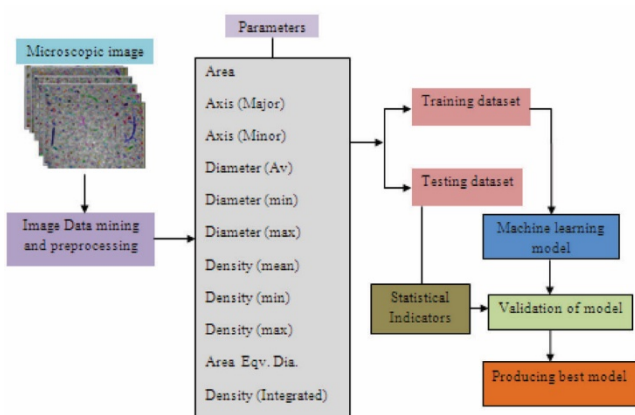 Parameters
Microscopic image
Image Data mining
and preprocessing
Area
Axis (Major)
Axis (Minor)
Diameter (Av)
Diameter (min)
Diameter (max)
Density (mean)
Density (min)
Density (max)
Area Eqv. Dia.
Density (Integrated)
Training dataset
Testing dataset
Machine learning
model
Statistical
Indicators
Validation of model
Producing best model